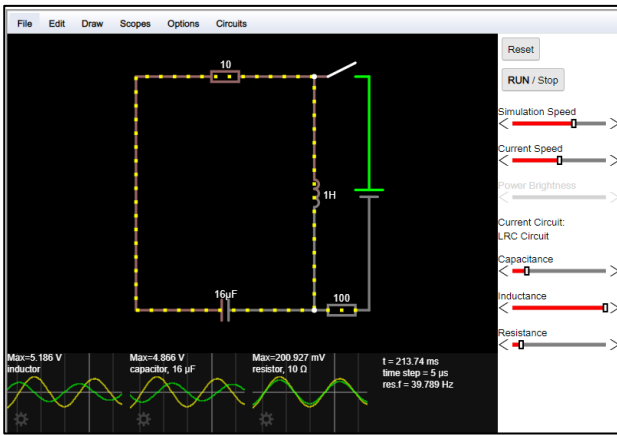 File Edit Draw Scopes Options Circuits
Reset
RUN / Stop
Simulation Speed
Current Speed
Power Brightness
Current Circuit:
LRC Circuit
Capacitance
Inductance
Resistance
10
1H
16μF
100
Max=5.186 V
inductor
Max=4.866 V
capacitor, 16 μF
Max=200.927 mV
resistor, 10 Ω
t = 213.74 ms
time step = 5 μs
res.f = 39.789 Hz